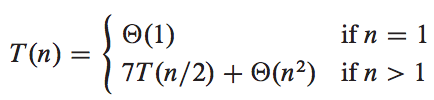 T(n) = { Θ(1) if n = 1
7T(n/2) + Θ(n²) if n > 1